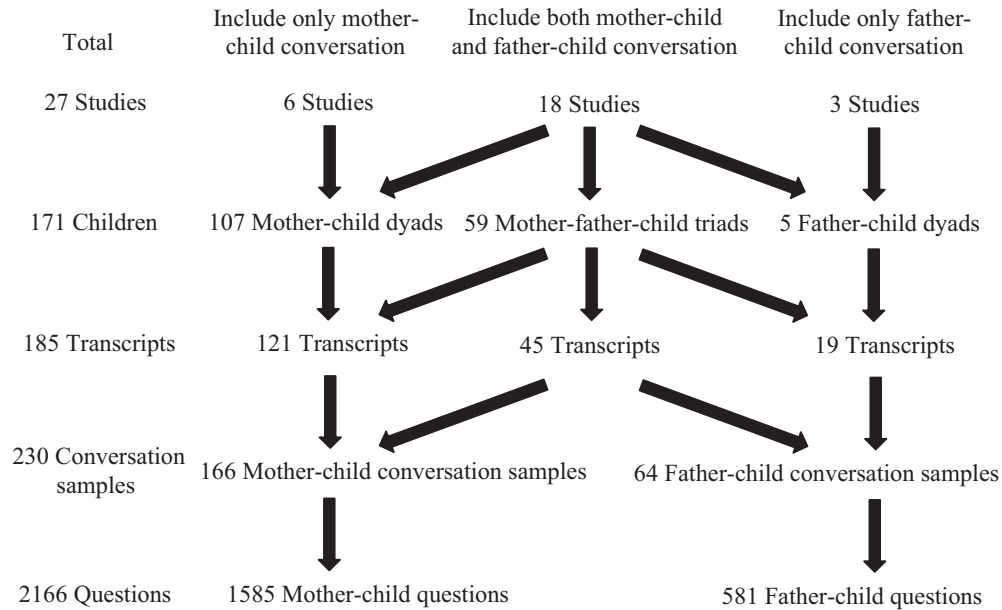 Total
Include only mother-
child conversation
Include both mother-child
and father-child conversation
Include only father-
child conversation
27 Studies
6 Studies
18 Studies
3 Studies
171 Children
107 Mother-child dyads
59 Mother-father-child triads
5 Father-child dyads
185 Transcripts
121 Transcripts
45 Transcripts
19 Transcripts
230 Conversation
samples
166 Mother-child conversation samples
64 Father-child conversation samples
2166 Questions
1585 Mother-child questions
581 Father-child questions